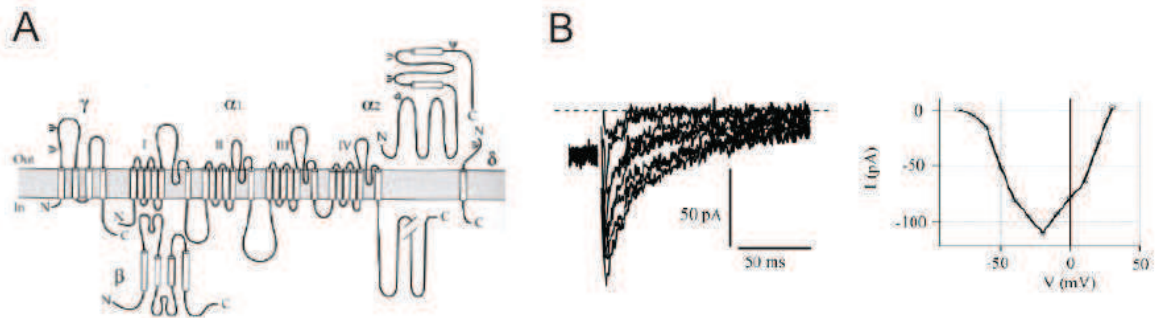 A
γ
α1
α2
I
II
III
IV
δ
Out
In
N
C
N
C
N
C
N
C
N
C
β
B
50 pA
50 ms
I (pA)
0
-50
-100
-50
0
50
V (mV)